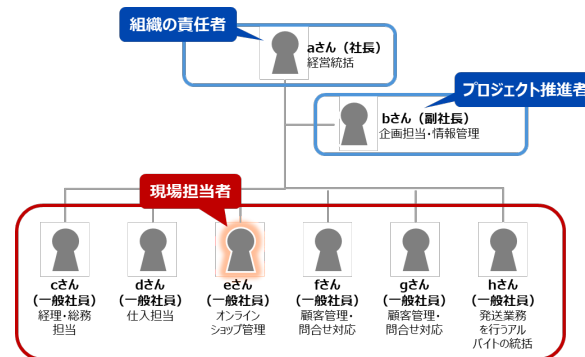 組織の責任者
aさん（社長）
経営統括
プロジェクト推進者
bさん（副社長）
企画担当・情報管理
現場担当者
cさん
（一般社員）
経理・総務
担当
dさん
（一般社員）
仕入担当
eさん
（一般社員）
オンライン
ショップ管理
fさん
（一般社員）
顧客管理・
問合せ対応
gさん
（一般社員）
顧客管理・
問合せ対応
hさん
（一般社員）
発送業務
を行うアル
バイトの統括